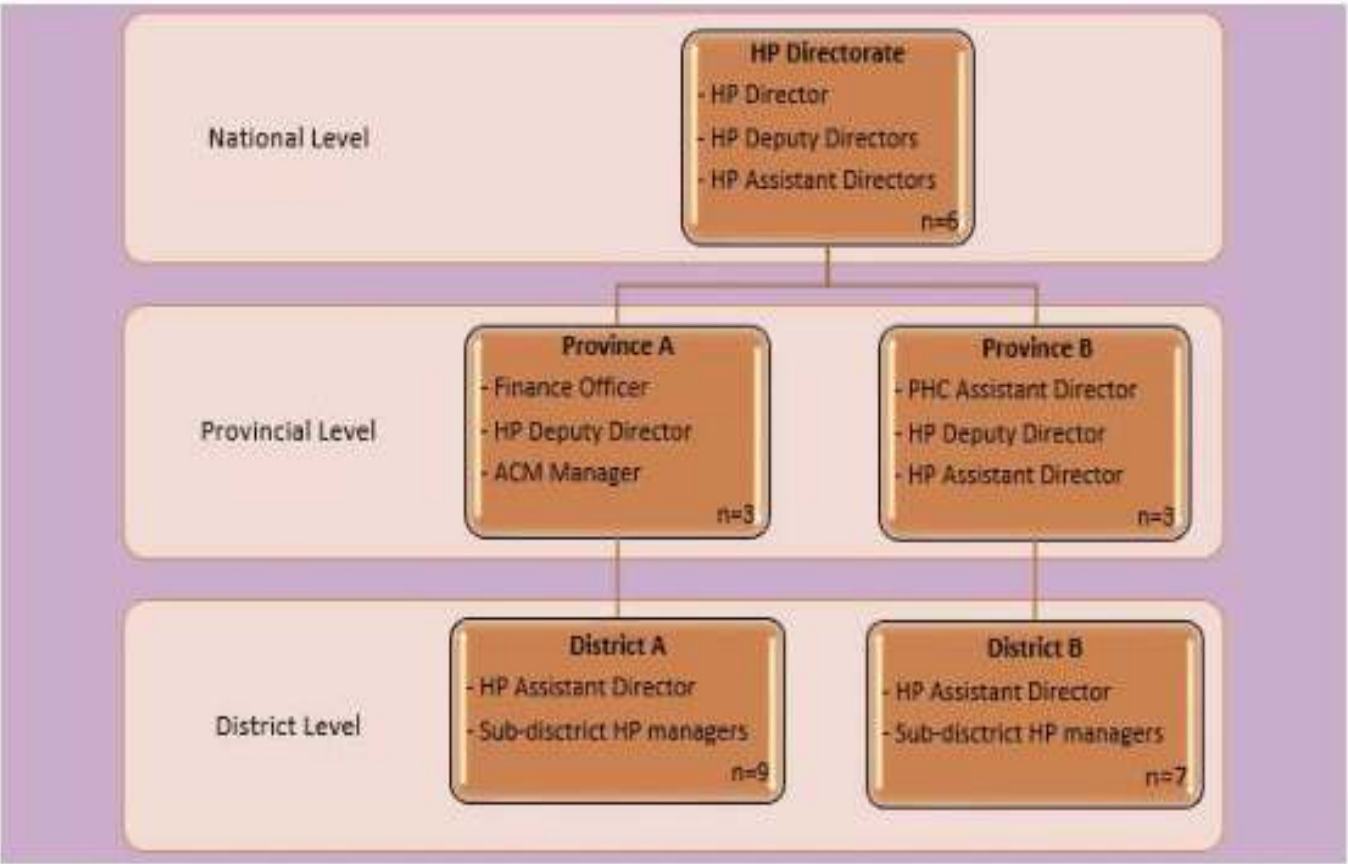 National Level
HP Directorate
- HP Director
- HP Deputy Directors
- HP Assistant Directors
n=6
Provincial Level
Province A
- Finance Officer
- HP Deputy Director
- ACM Manager
n=3
Province B
- PHC Assistant Director
- HP Deputy Director
- HP Assistant Director
n=3
District Level
District A
- HP Assistant Director
- Sub-disctrict HP managers
n=9
District B
- HP Assistant Director
- Sub-disctrict HP managers
n=7